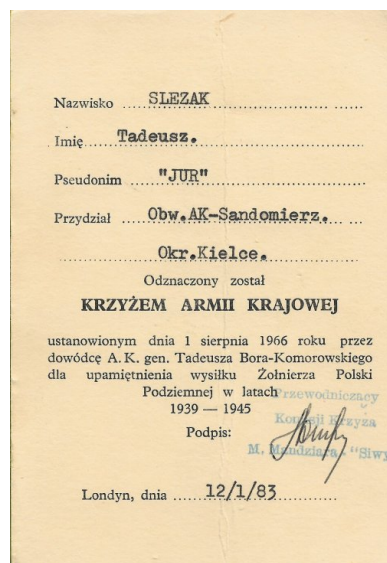 Nazwisko ...... SLEZAK ...... ......
Imię...... Tadeusz. ......
Pseudonim ...... "JUR" ......
Przydział ...... Obw.AK-Sandomierz. ......
...... Okr.Kielce. ......
Odznaczony został
KRZYŻEM ARMII KRAJOWEJ
ustanowionym dnia 1 sierpnia 1966 roku przez
dowódcę A. K. gen. Tadeusza Bora-Komorowskiego
dla upamiętnienia wysiłku Żołnierza Polski
Podziemnej w latach
Przewodniczący
1939 — 1945
Komisji Krzyża
Podpis:
M. Mandziara - "Siwy
Londyn, dnia ...... 12/1/83 ......